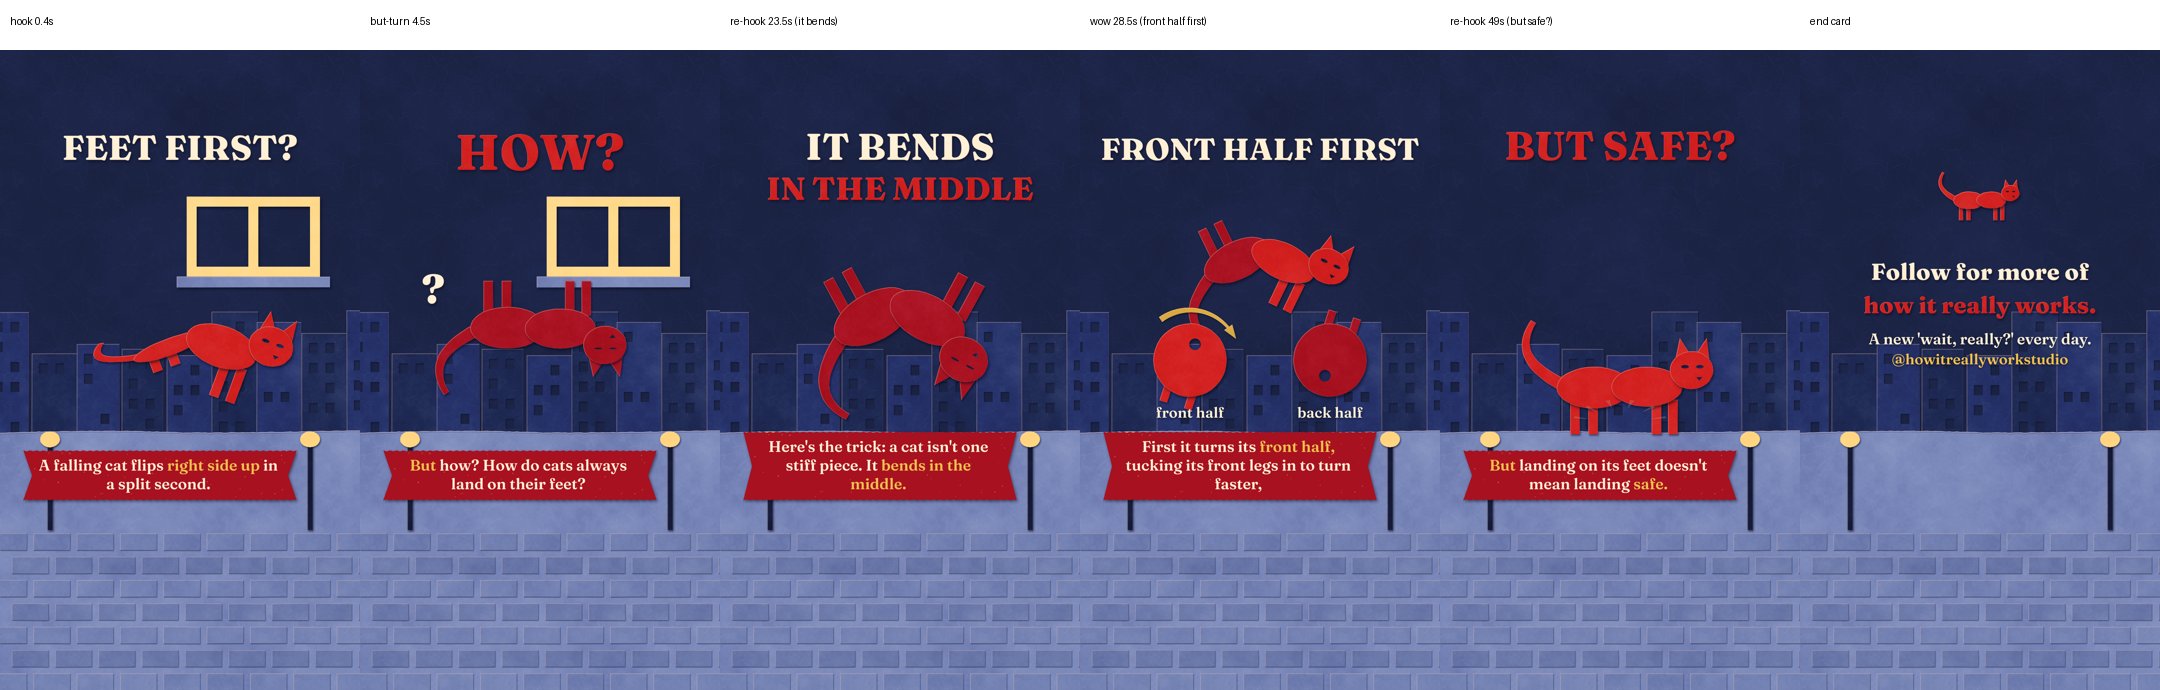 hook 0.4s
FEET FIRST?
A falling cat flips right side up in
a split second.
but-turn 4.5s
HOW?
?
But how? How do cats always
land on their feet?
re-hook 23.5s (it bends)
IT BENDS
IN THE MIDDLE
Here's the trick: a cat isn't one
stiff piece. It bends in the
middle.
wow 28.5s (front half first)
FRONT HALF FIRST
front half
back half
First it turns its front half,
tucking its front legs in to turn
faster,
re-hook 49s (but safe?)
BUT SAFE?
But landing on its feet doesn't
mean landing safe.
end card
Follow for more of
how it really works.
A new 'wait, really?' every day.
@howitreallyworkstudio